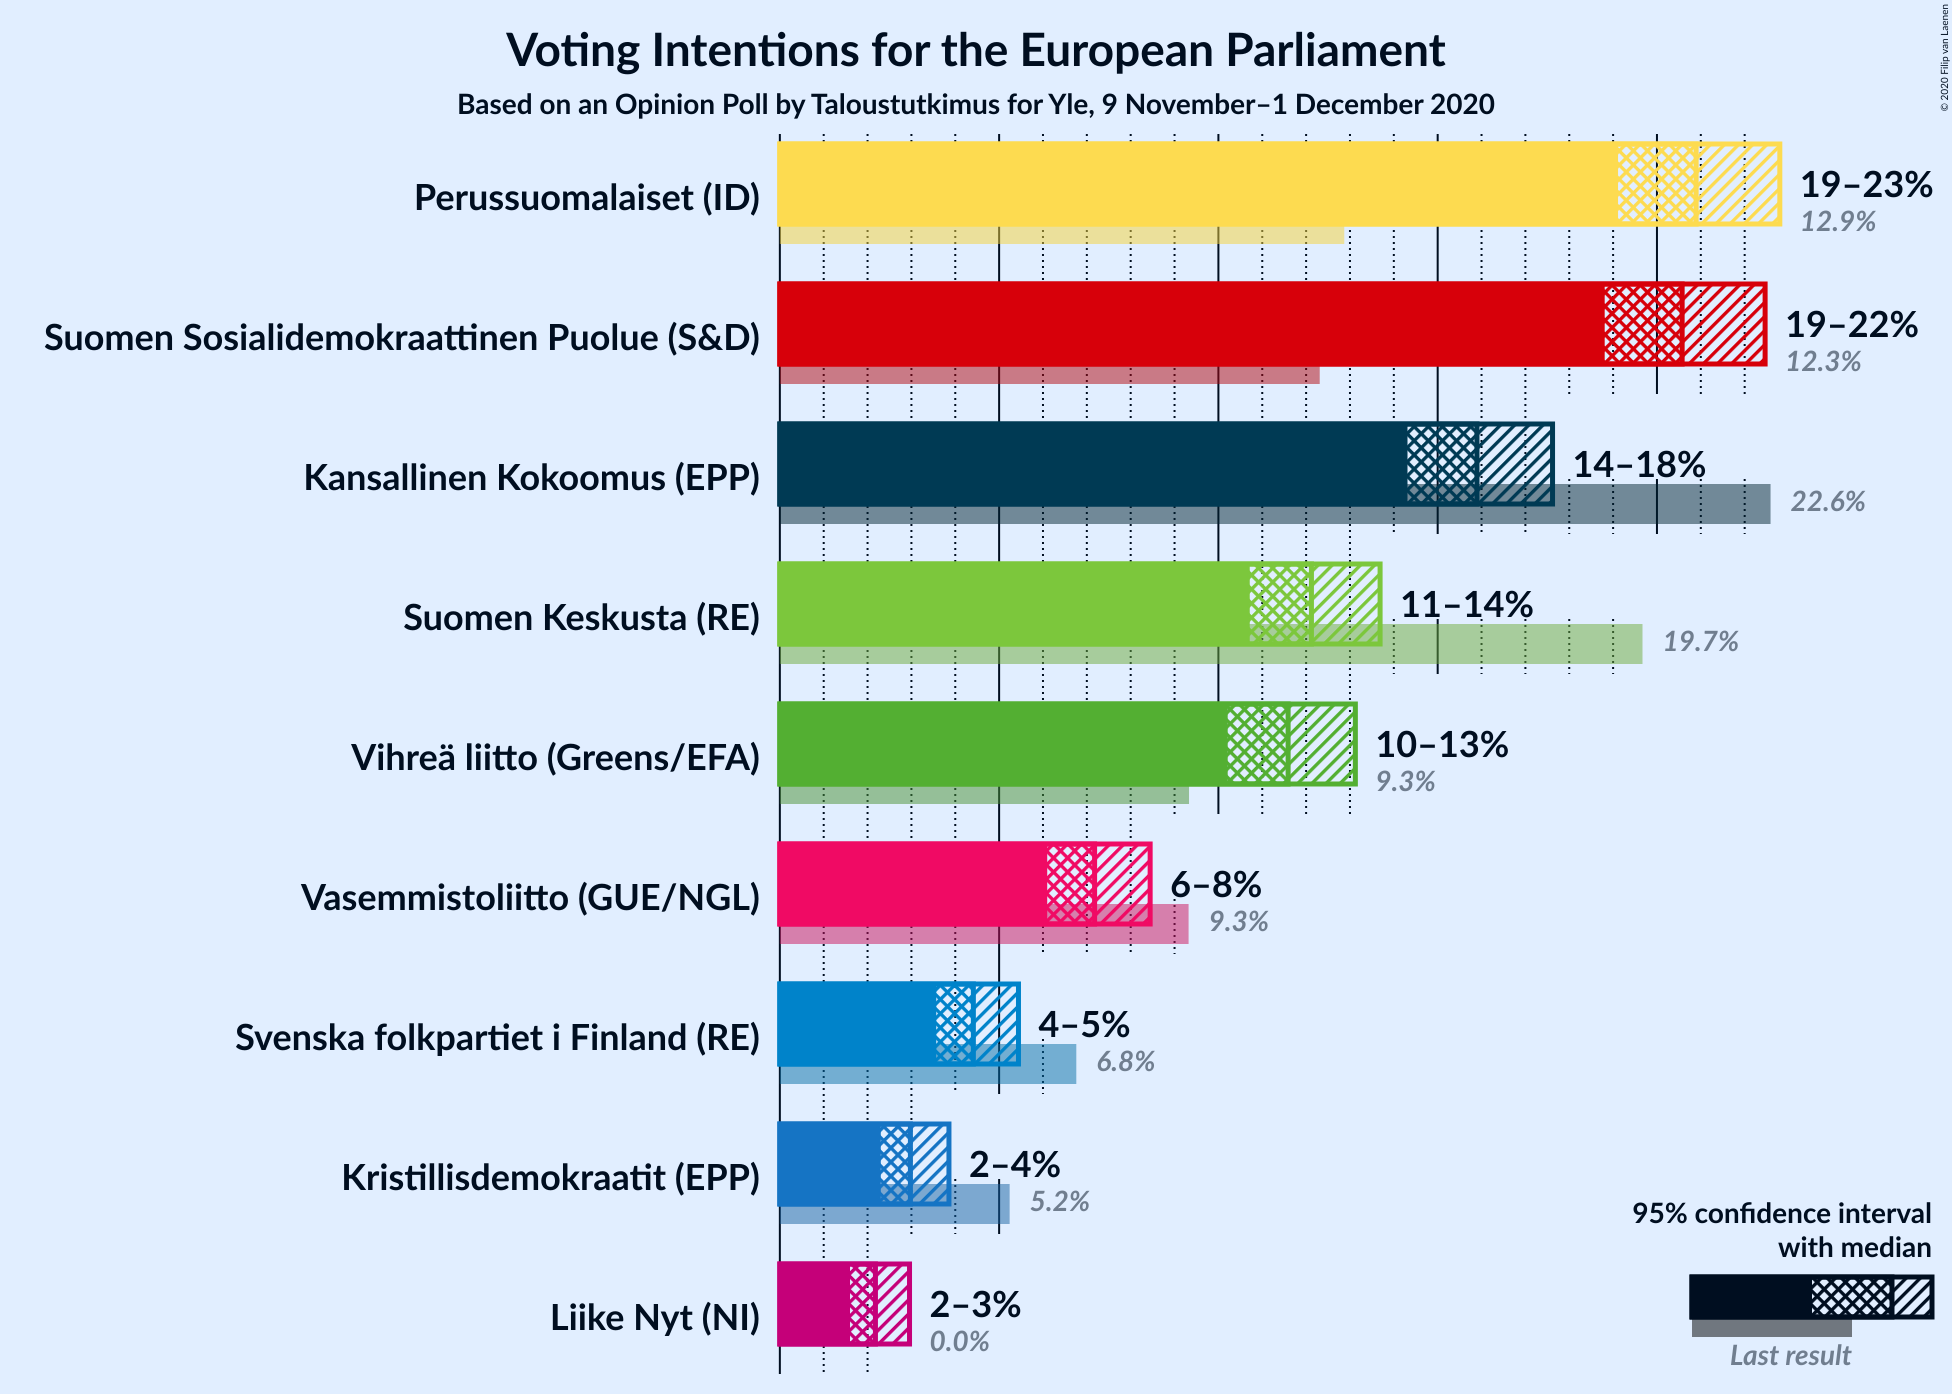 Voting Intentions for the European Parliament
Based on an Opinion Poll by Taloustutkimus for Yle, 9 November–1 December 2020
© 2020 Filip van Laenen
Perussuomalaiset (ID)
19–23%
12.9%
Suomen Sosialidemokraattinen Puolue (S&D)
19–22%
12.3%
Kansallinen Kokoomus (EPP)
14–18%
22.6%
Suomen Keskusta (RE)
11–14%
19.7%
Vihreä liitto (Greens/EFA)
10–13%
9.3%
Vasemmistoliitto (GUE/NGL)
6–8%
9.3%
Svenska folkpartiet i Finland (RE)
4–5%
6.8%
Kristillisdemokraatit (EPP)
2–4%
5.2%
Liike Nyt (NI)
2–3%
0.0%
95% confidence interval
with median
Last result